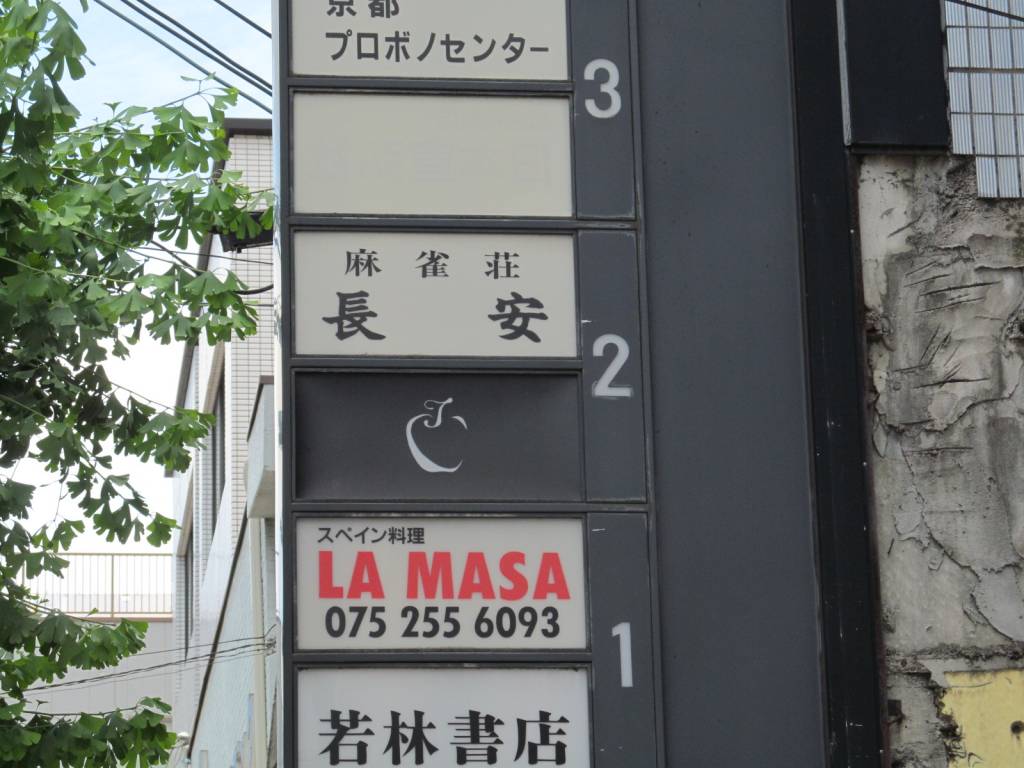 京都
プロボノセンター
3
麻雀荘
長安
2
スペイン料理
LA MASA
075 255 6093
1
若林書店